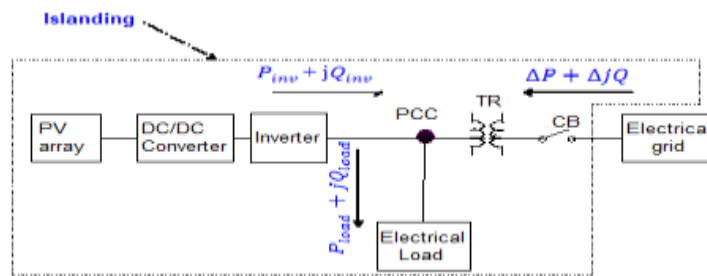 Islanding
P_inv + jQ_inv
ΔP + ΔjQ
TR
PCC
CB
PV
array
DC/DC
Converter
Inverter
Electrical
grid
P_load + jQ_load
Electrical
Load